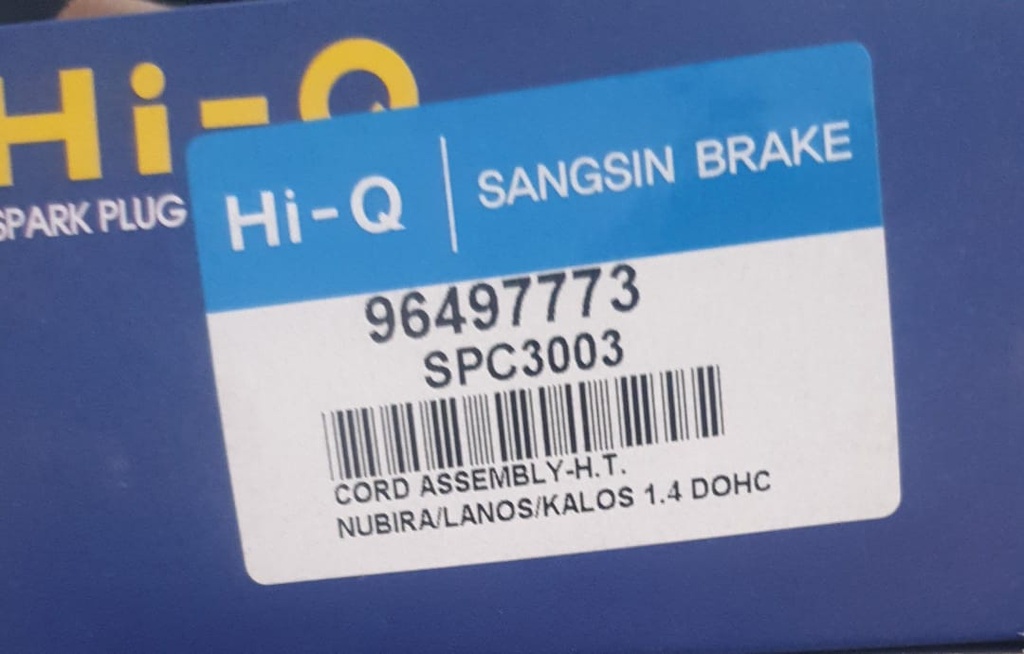 Hi-Q
SPARK PLUG
Hi-Q | SANGSIN BRAKE
96497773
SPC3003
CORD ASSEMBLY-H.T.
NUBIRA/LANOS/KALOS 1.4 DOHC